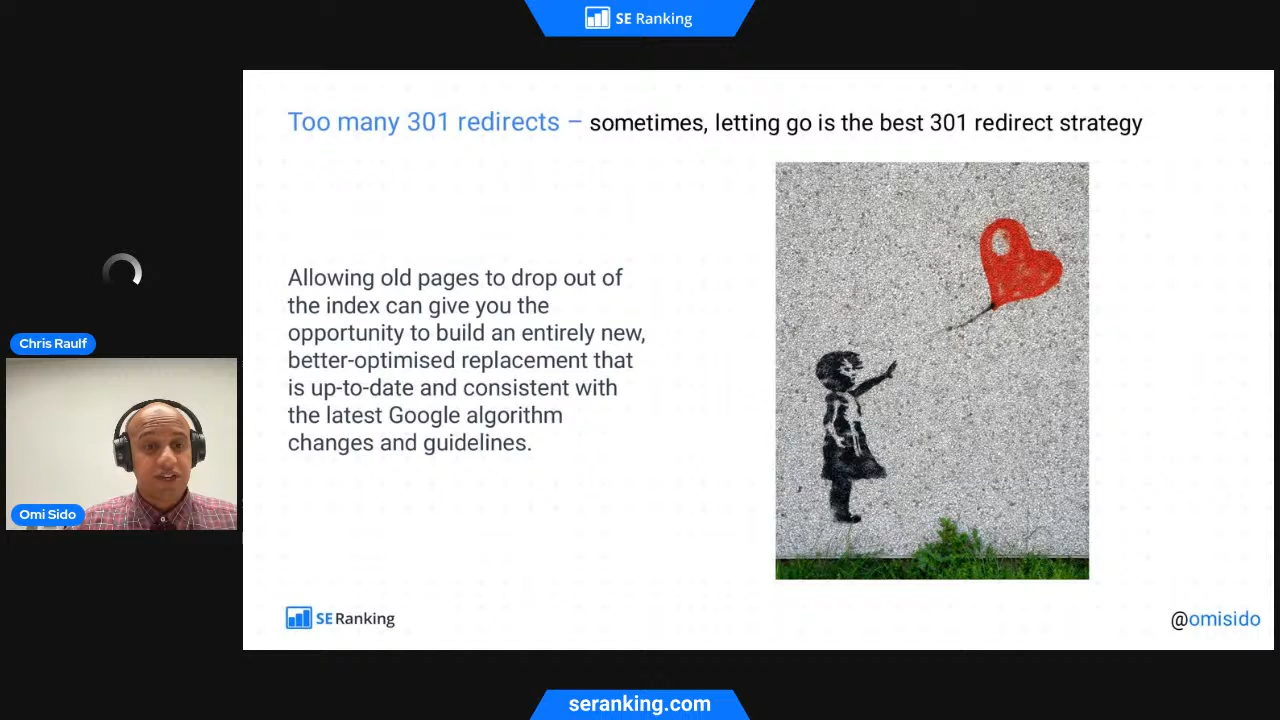 SE Ranking
Too many 301 redirects – sometimes, letting go is the best 301 redirect strategy
Allowing old pages to drop out of
the index can give you the
opportunity to build an entirely new,
better-optimised replacement that
is up-to-date and consistent with
the latest Google algorithm
changes and guidelines.
Chris Raulf
Omi Sido
SE Ranking
@omisido
seranking.com